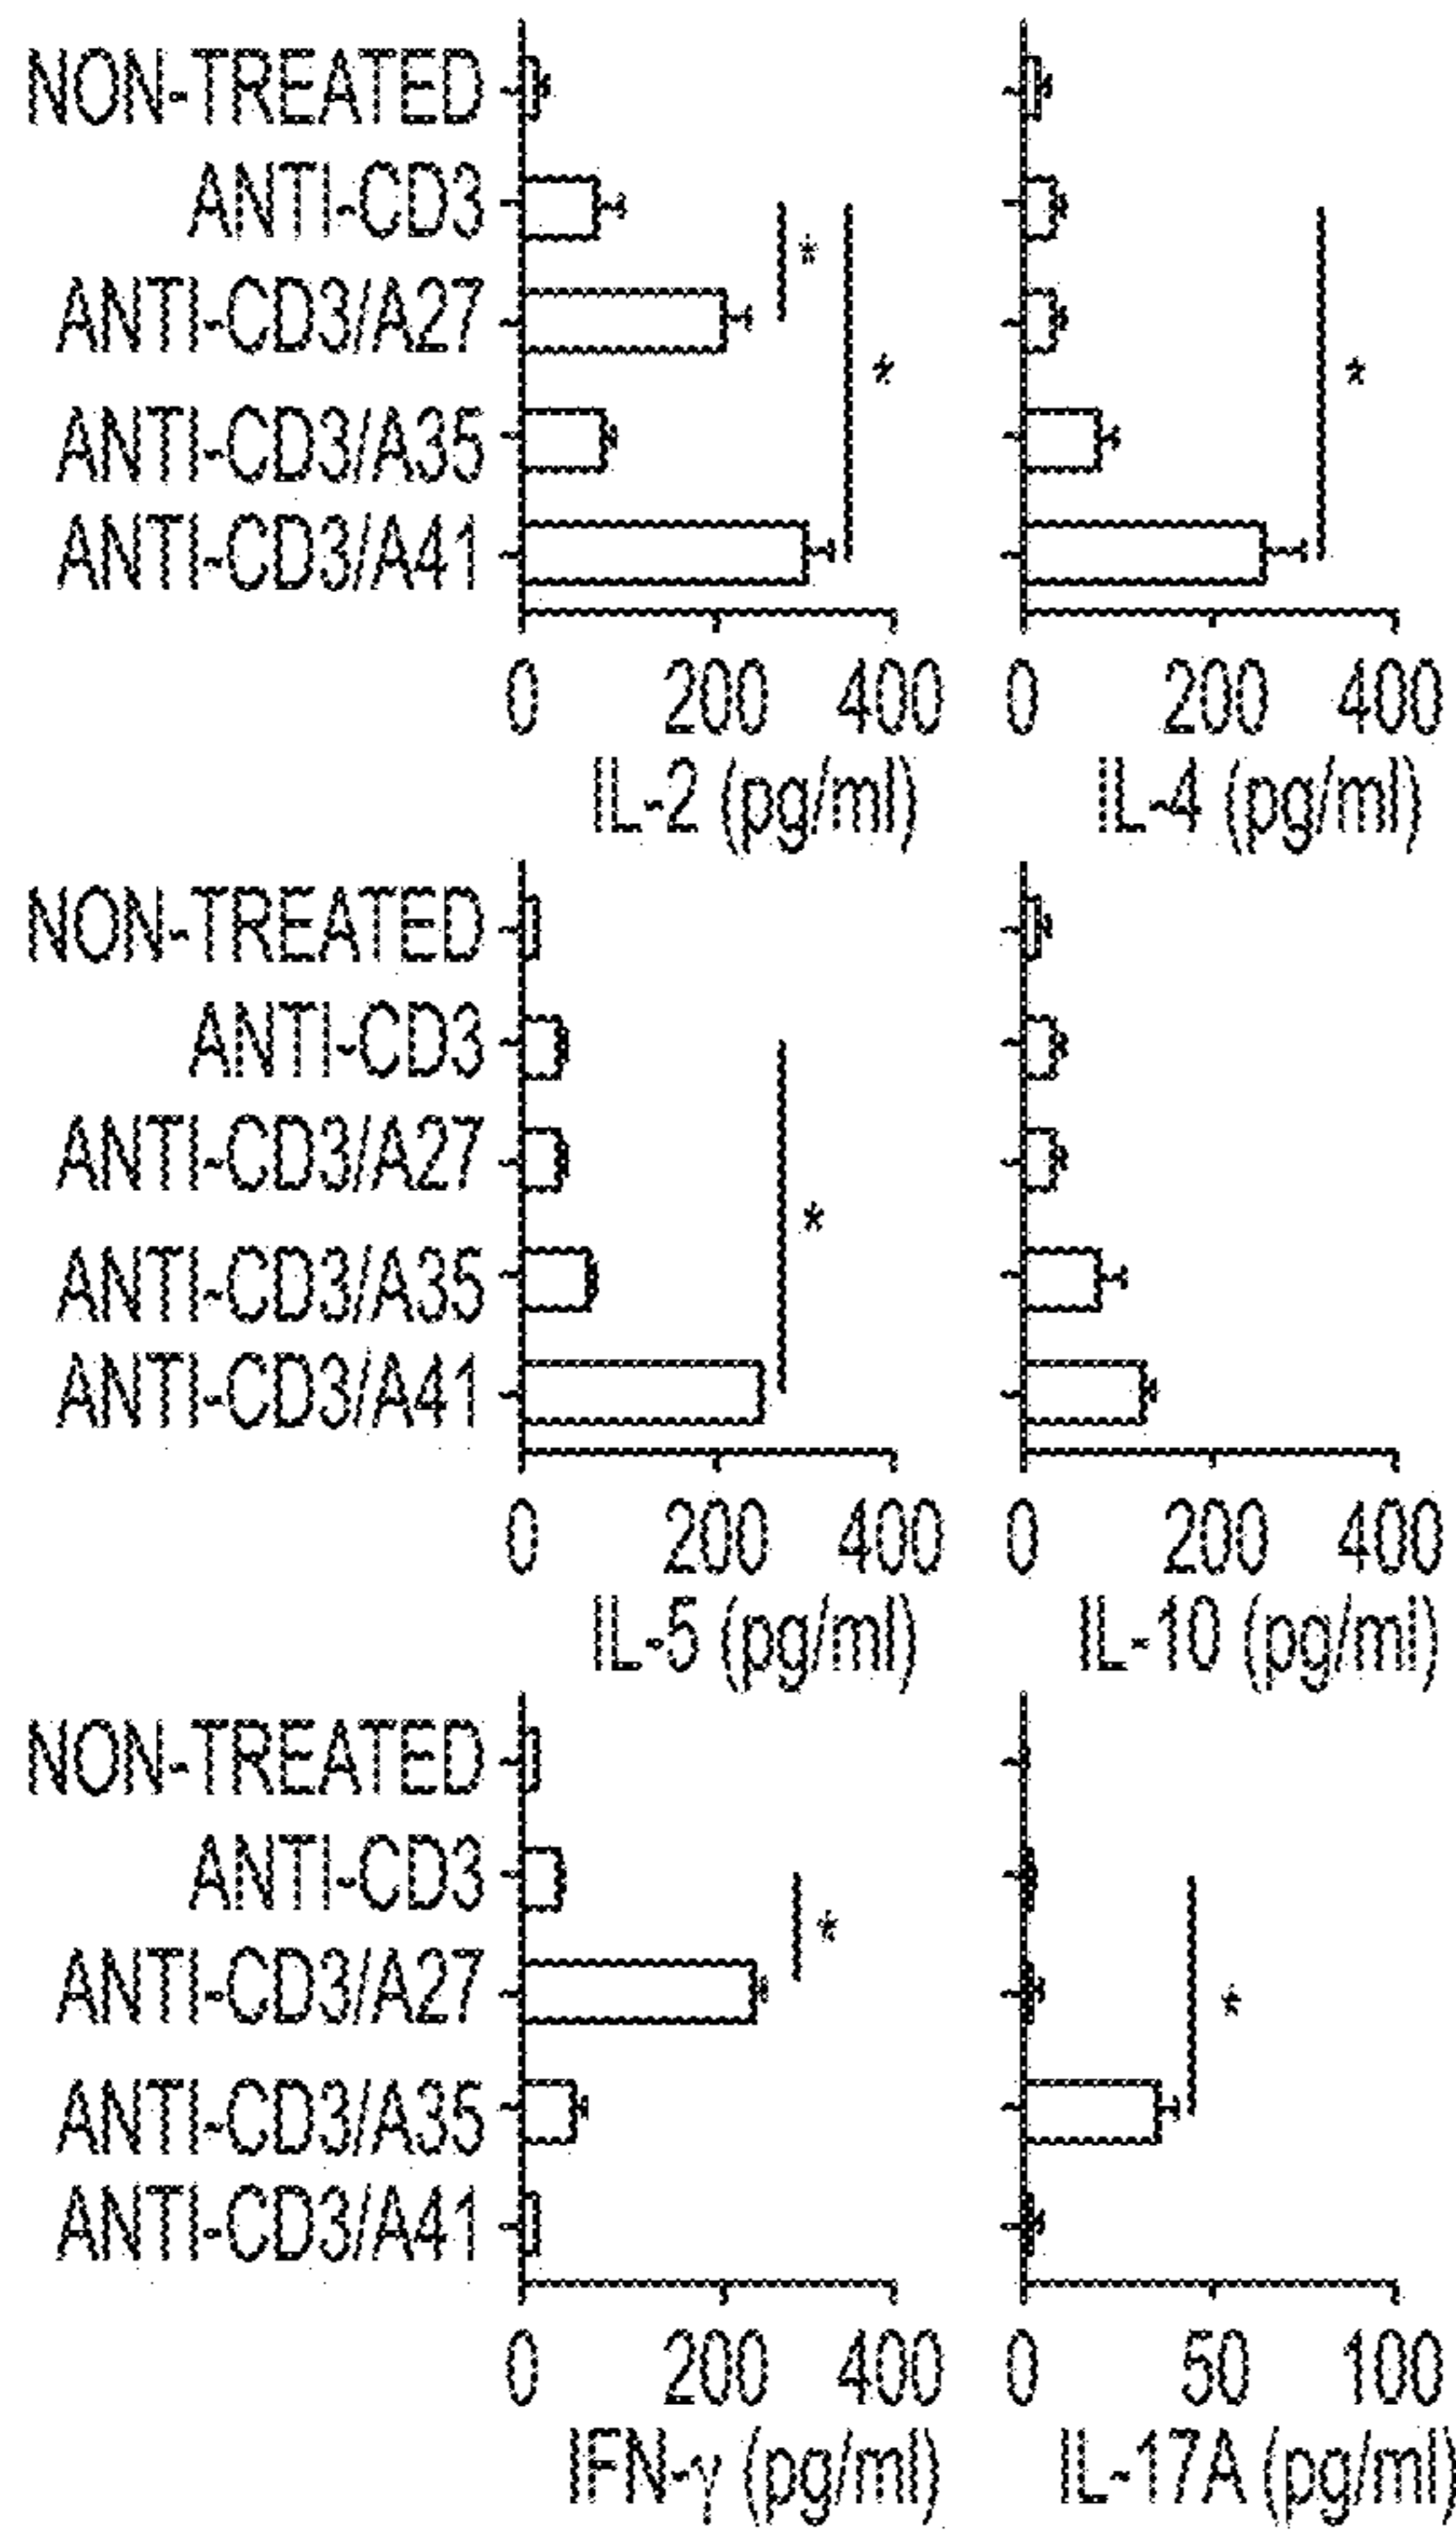 NON-TREATED
ANTI-CD3
*
ANTI-CD3/A27
* *
ANTI-CD3/A35
ANTI-CD3/A41
0 200 400 0 200 400
IL-2 (pg/ml) IL-4 (pg/ml)
NON-TREATED
ANTI-CD3
ANTI-CD3/A27
*
ANTI-CD3/A35
ANTI-CD3/A41
0 200 400 0 200 400
IL-5 (pg/ml) IL-10 (pg/ml)
NON-TREATED
ANTI-CD3
*
ANTI-CD3/A27
*
ANTI-CD3/A35
ANTI-CD3/A41
0 200 400 0 50 100
IFN-γ (pg/ml) IL-17A (pg/ml)